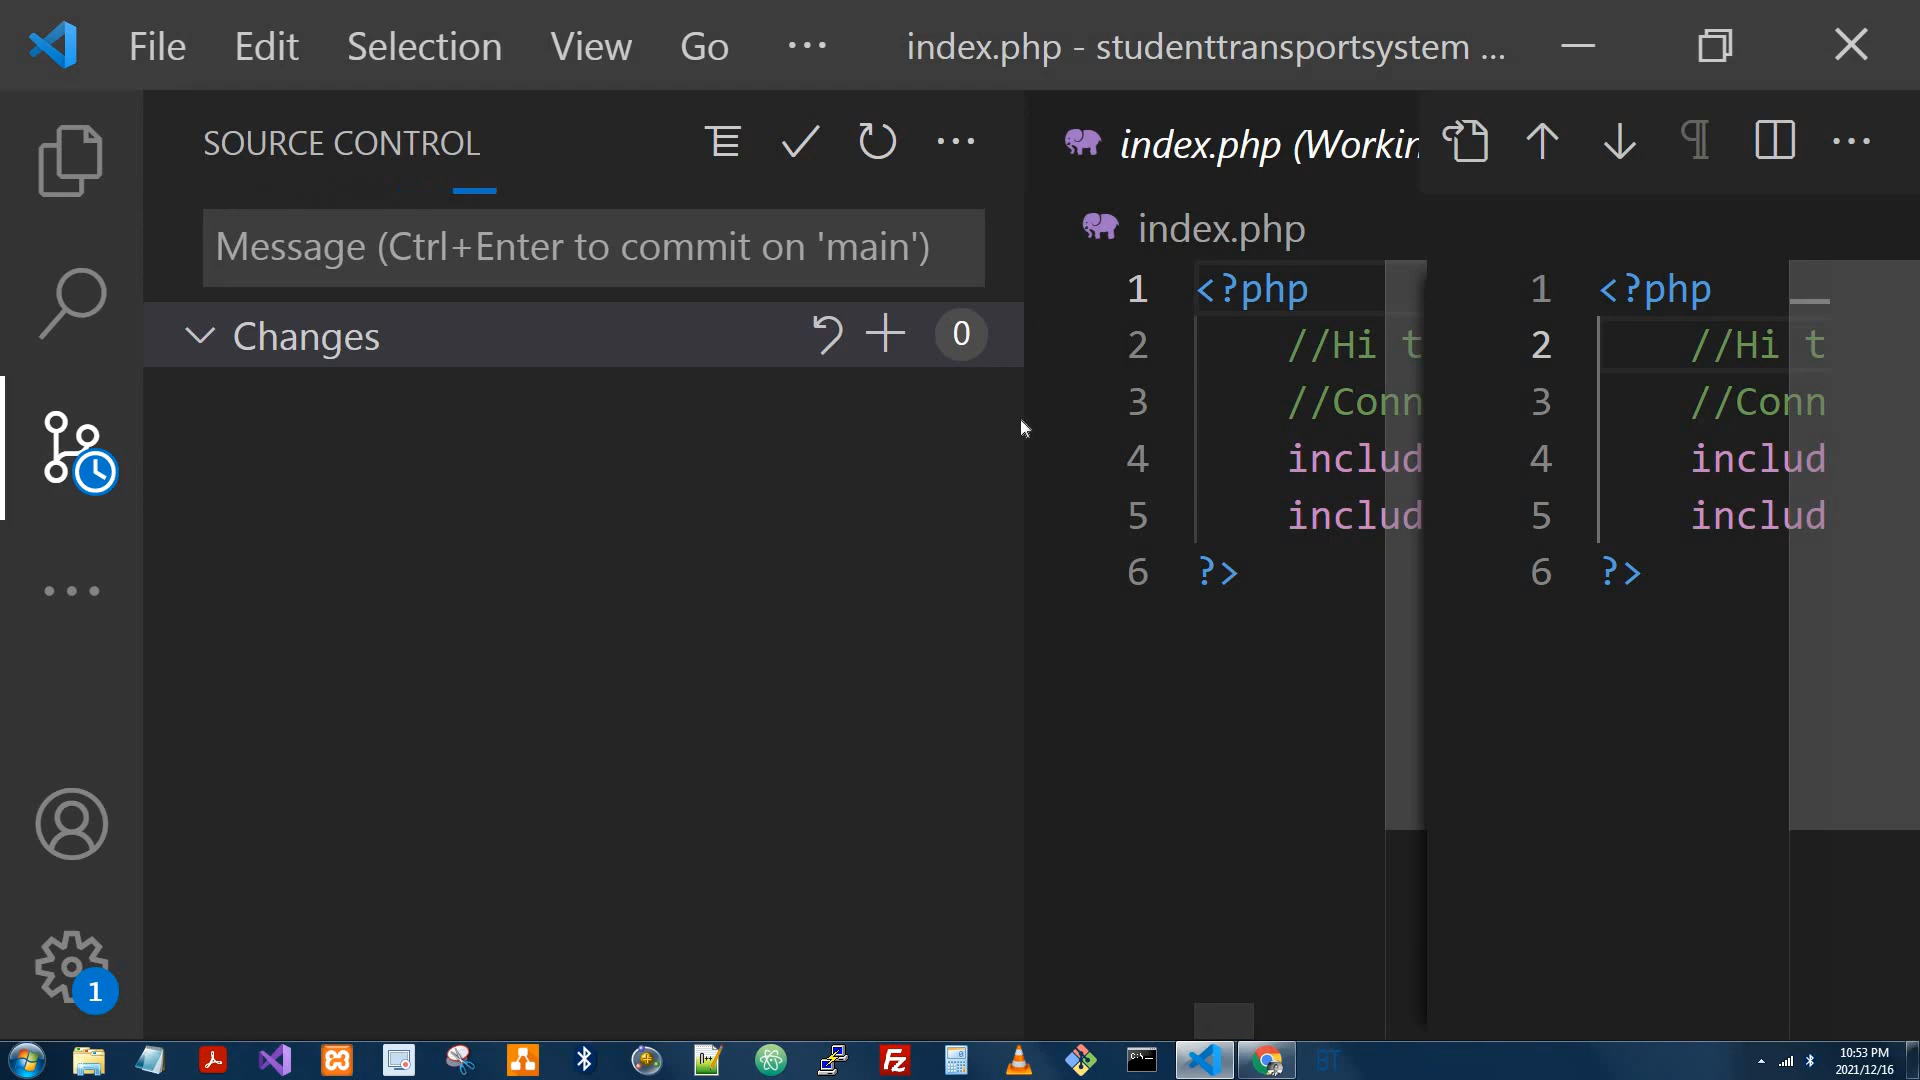 File Edit Selection View Go ... index.php - studenttransportsystem ...
SOURCE CONTROL
Message (Ctrl+Enter to commit on 'main')
Changes 0
1
index.php (Workin
index.php
1 <?php
2 //Hi t
3 //Conn
4 includ
5 includ
6 ?>
1 <?php
2 //Hi t
3 //Conn
4 includ
5 includ
6 ?>
BT
10:53 PM
2021/12/16